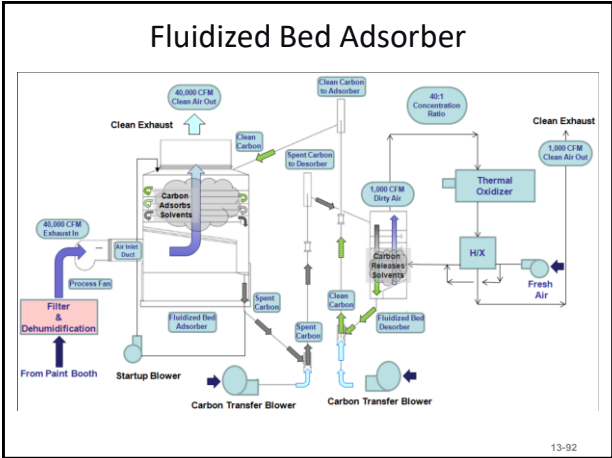 Fluidized Bed Adsorber
40,000 CFM
Clean Air Out
Clean Exhaust
Clean Carbon
to Adsorber
40:1
Concentration
Ratio
Clean Exhaust
1,000 CFM
Clean Air Out
Clean
Carbon
Spent Carbon
to Desorber
Carbon
Adsorbs
Solvents
1,000 CFM
Dirty Air
Thermal
Oxidizer
40,000 CFM
Exhaust In
Air Inlet
Duct
Process Fan
Carbon
Releases
Solvents
H/X
Fresh
Air
Filter
&
Dehumidification
From Paint Booth
Fluidized Bed
Adsorber
Spent
Carbon
Spent
Carbon
Clean
Carbon
Fluidized Bed
Desorber
Startup Blower
Carbon Transfer Blower
Carbon Transfer Blower
13-92